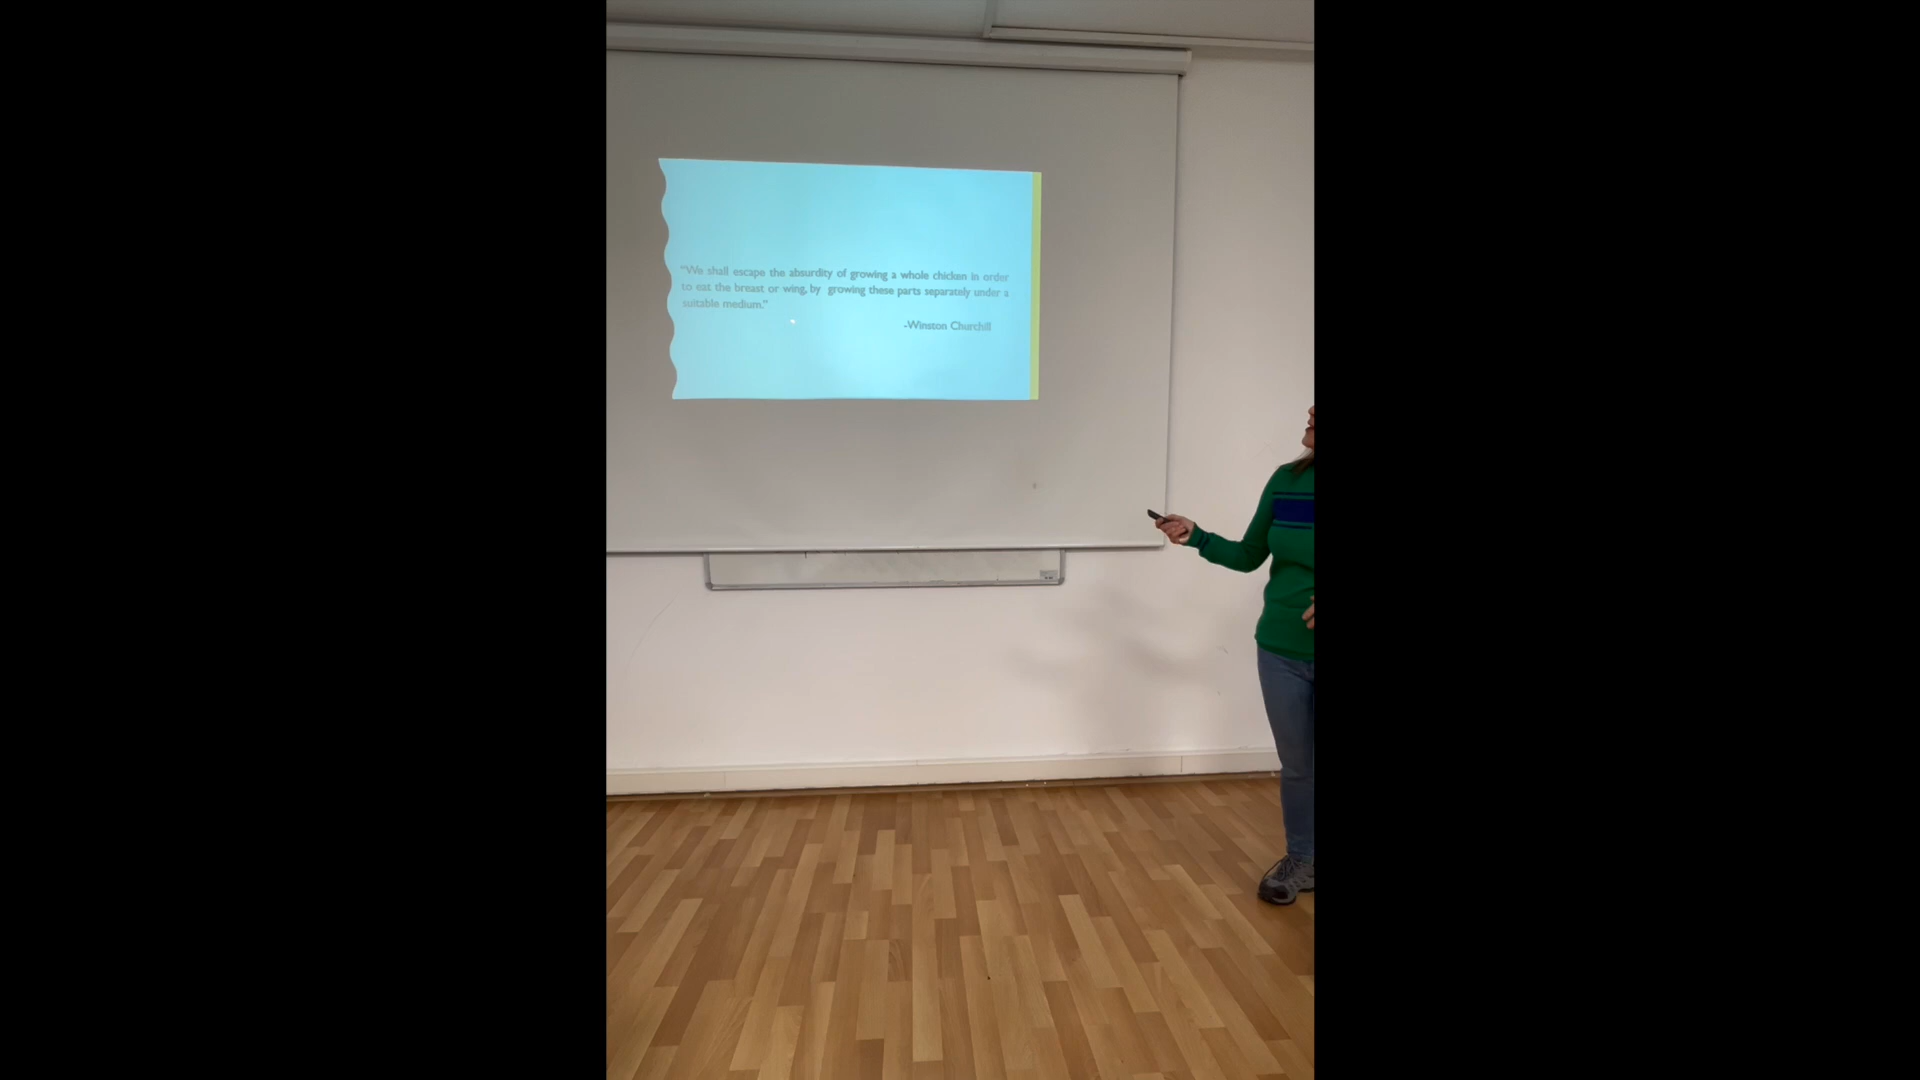 "We shall escape the absurdity of growing a whole chicken in order
to eat the breast or wing, by growing these parts separately under a
suitable medium."
-Winston Churchill